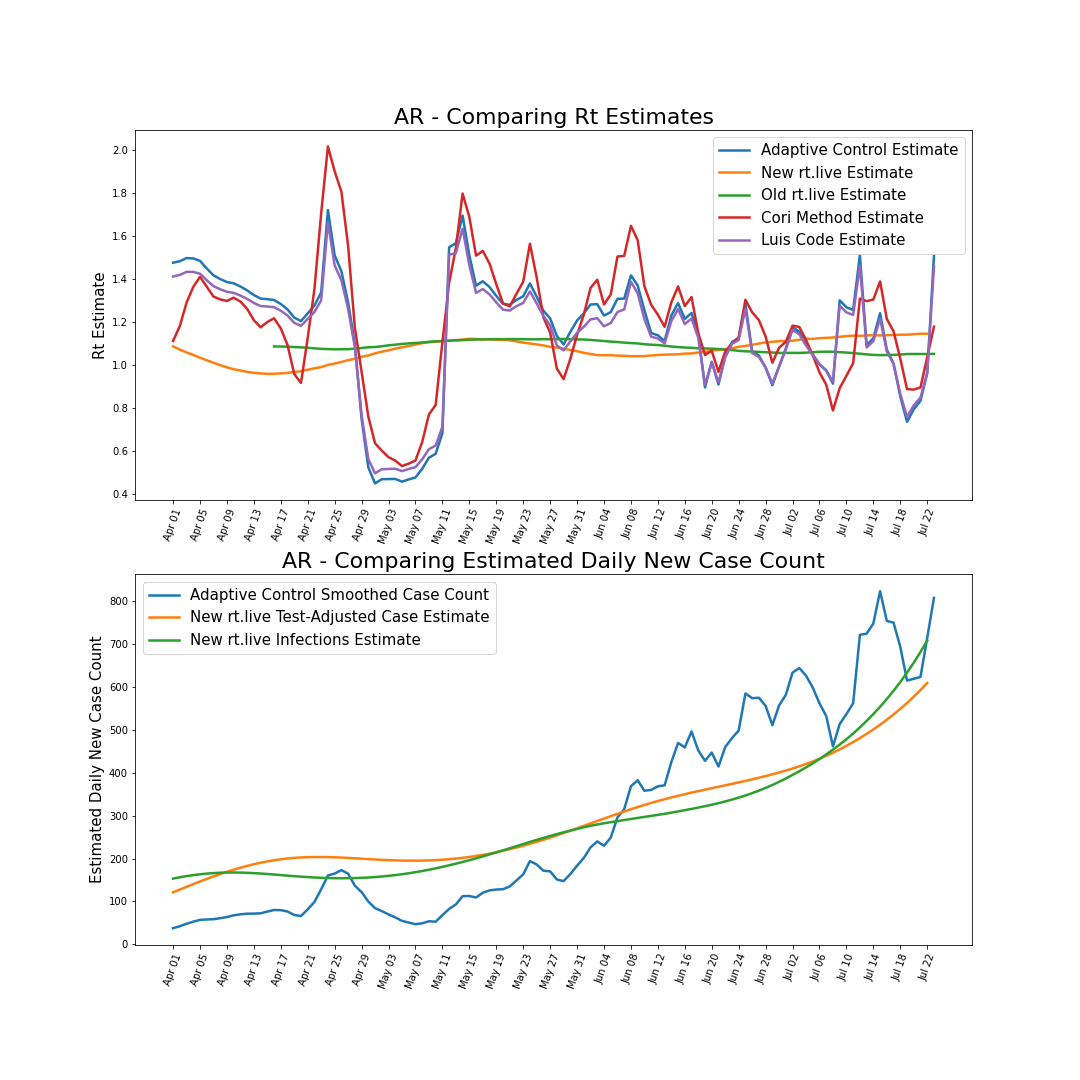 AR - Comparing Rt Estimates
Rt Estimate
2.0
1.8
1.6
1.4
1.2
1.0
0.8
0.6
0.4
Adaptive Control Estimate
New rt.live Estimate
Old rt.live Estimate
Cori Method Estimate
Luis Code Estimate
Apr 01 Apr 05 Apr 09 Apr 13 Apr 17 Apr 21 Apr 25 Apr 29 May 03 May 07 May 11 May 15 May 19 May 23 May 27 May 31 Jun 04 Jun 08 Jun 12 Jun 16 Jun 20 Jun 24 Jun 28 Jul 02 Jul 06 Jul 10 Jul 14 Jul 18 Jul 22
AR - Comparing Estimated Daily New Case Count
Estimated Daily New Case Count
800
700
600
500
400
300
200
100
0
Adaptive Control Smoothed Case Count
New rt.live Test-Adjusted Case Estimate
New rt.live Infections Estimate
Apr 01 Apr 05 Apr 09 Apr 13 Apr 17 Apr 21 Apr 25 Apr 29 May 03 May 07 May 11 May 15 May 19 May 23 May 27 May 31 Jun 04 Jun 08 Jun 12 Jun 16 Jun 20 Jun 24 Jun 28 Jul 02 Jul 06 Jul 10 Jul 14 Jul 18 Jul 22